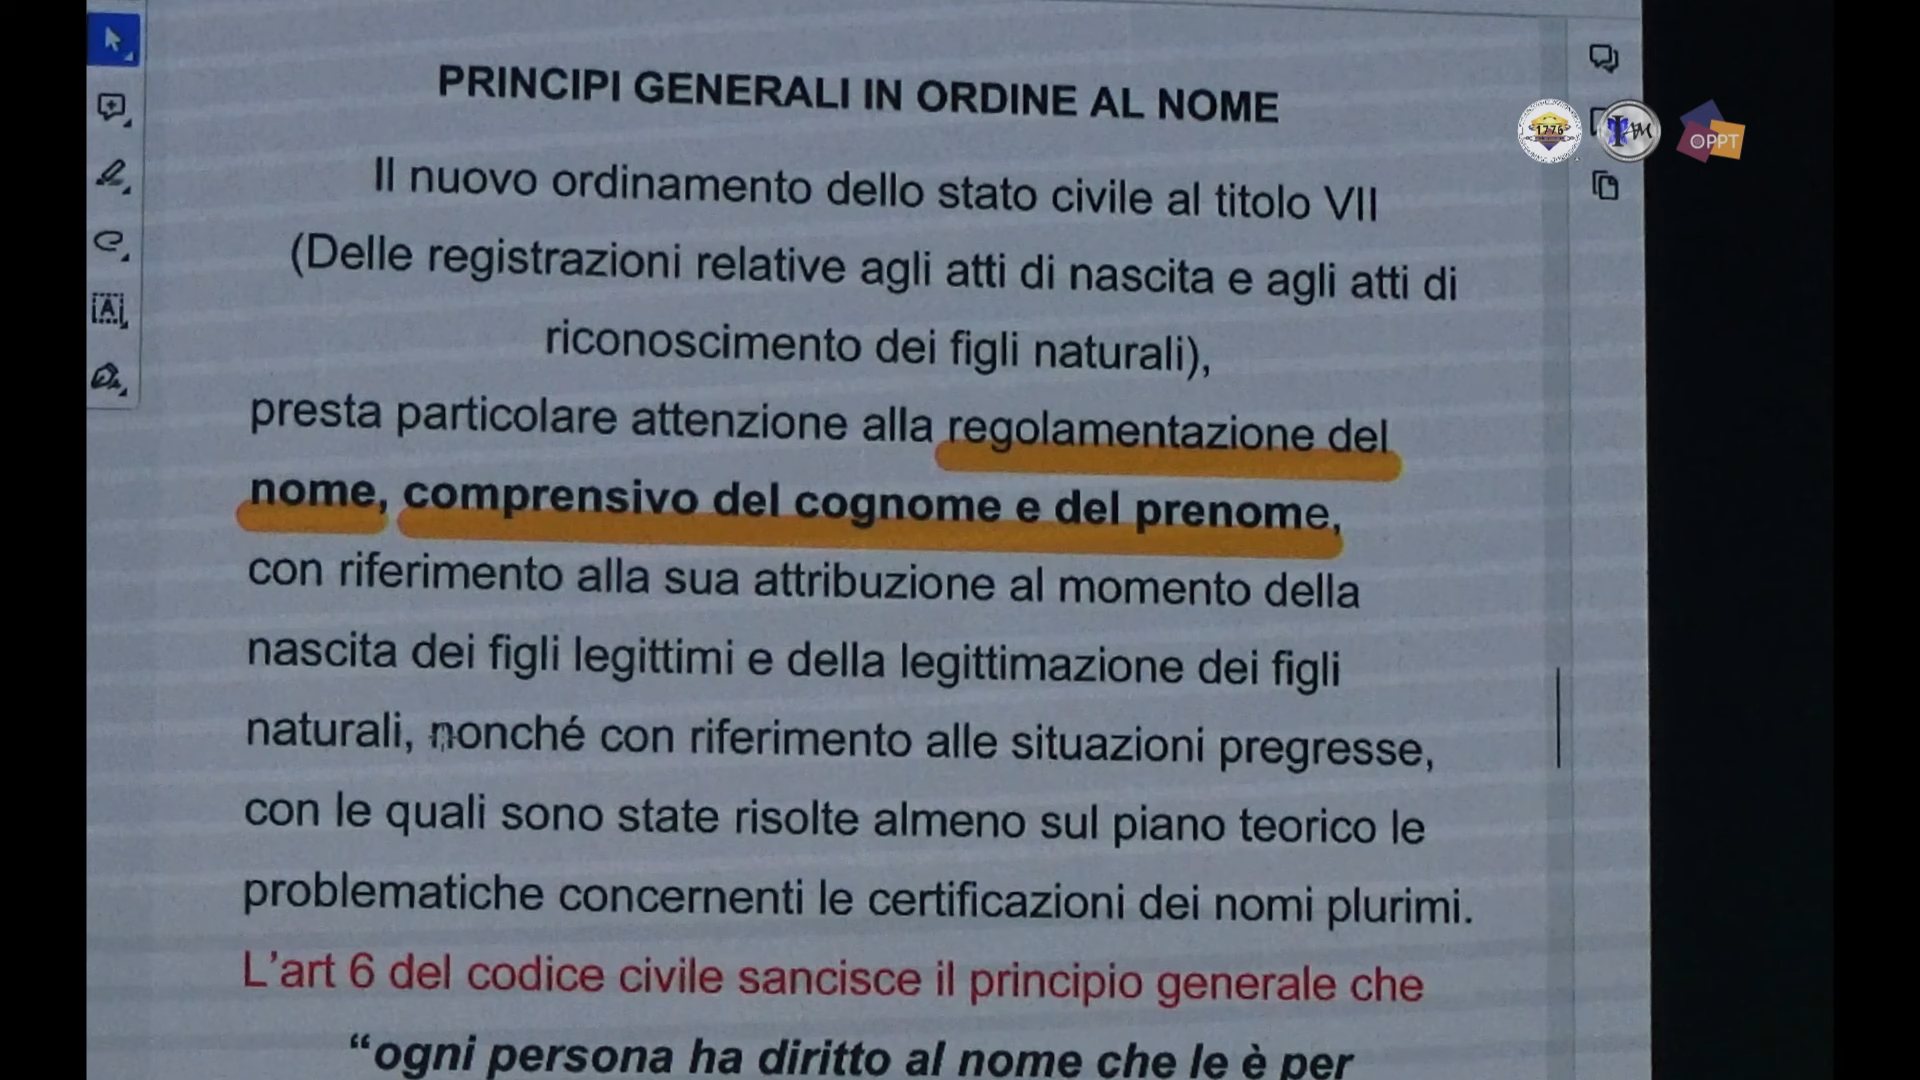 PRINCIPI GENERALI IN ORDINE AL NOME
Il nuovo ordinamento dello stato civile al titolo VII
(Delle registrazioni relative agli atti di nascita e agli atti di
riconoscimento dei figli naturali),
presta particolare attenzione alla regolamentazione del
nome, comprensivo del cognome e del prenome,
con riferimento alla sua attribuzione al momento della
nascita dei figli legittimi e della legittimazione dei figli
naturali, nonché con riferimento alle situazioni pregresse,
con le quali sono state risolte almeno sul piano teorico le
problematiche concernenti le certificazioni dei nomi plurimi.
L'art 6 del codice civile sancisce il principio generale che
“ogni persona ha diritto al nome che le è per
1776
OPPT